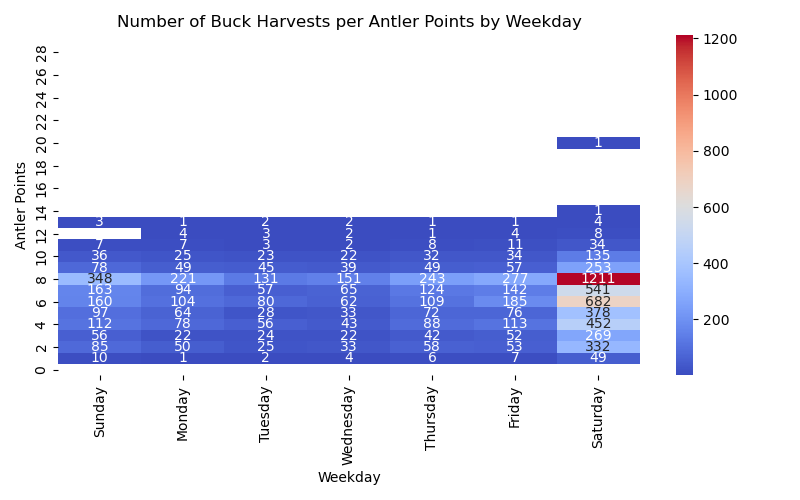 Number of Buck Harvests per Antler Points by Weekday
28
26
24
22
20
18
16
14
12
10
8
6
4
2
0
Antler Points
1
1
3 1 2 2 1 1 4
4 3 2 1 4 8
7 7 3 2 8 11 34
36 25 23 22 32 34 135
78 49 45 39 49 57 253
348 221 131 151 243 277 1211
163 94 57 65 124 142 541
160 104 80 62 109 185 682
97 64 28 33 72 76 378
112 78 56 43 88 113 452
56 22 24 22 42 52 269
85 50 25 33 58 53 332
10 1 2 4 6 7 49
Sunday
Monday
Tuesday
Wednesday
Thursday
Friday
Saturday
Weekday
1200
1000
800
600
400
200